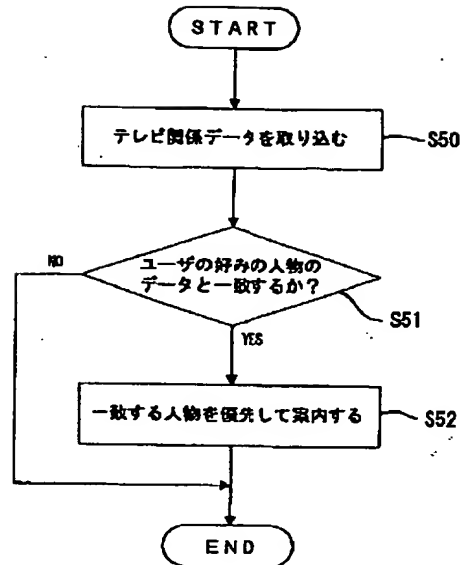 START
テレビ関係データを取り込む
S50
ユーザの好みの人物の
データと一致するか？
NO
S51
YES
一致する人物を優先して案内する
S52
END